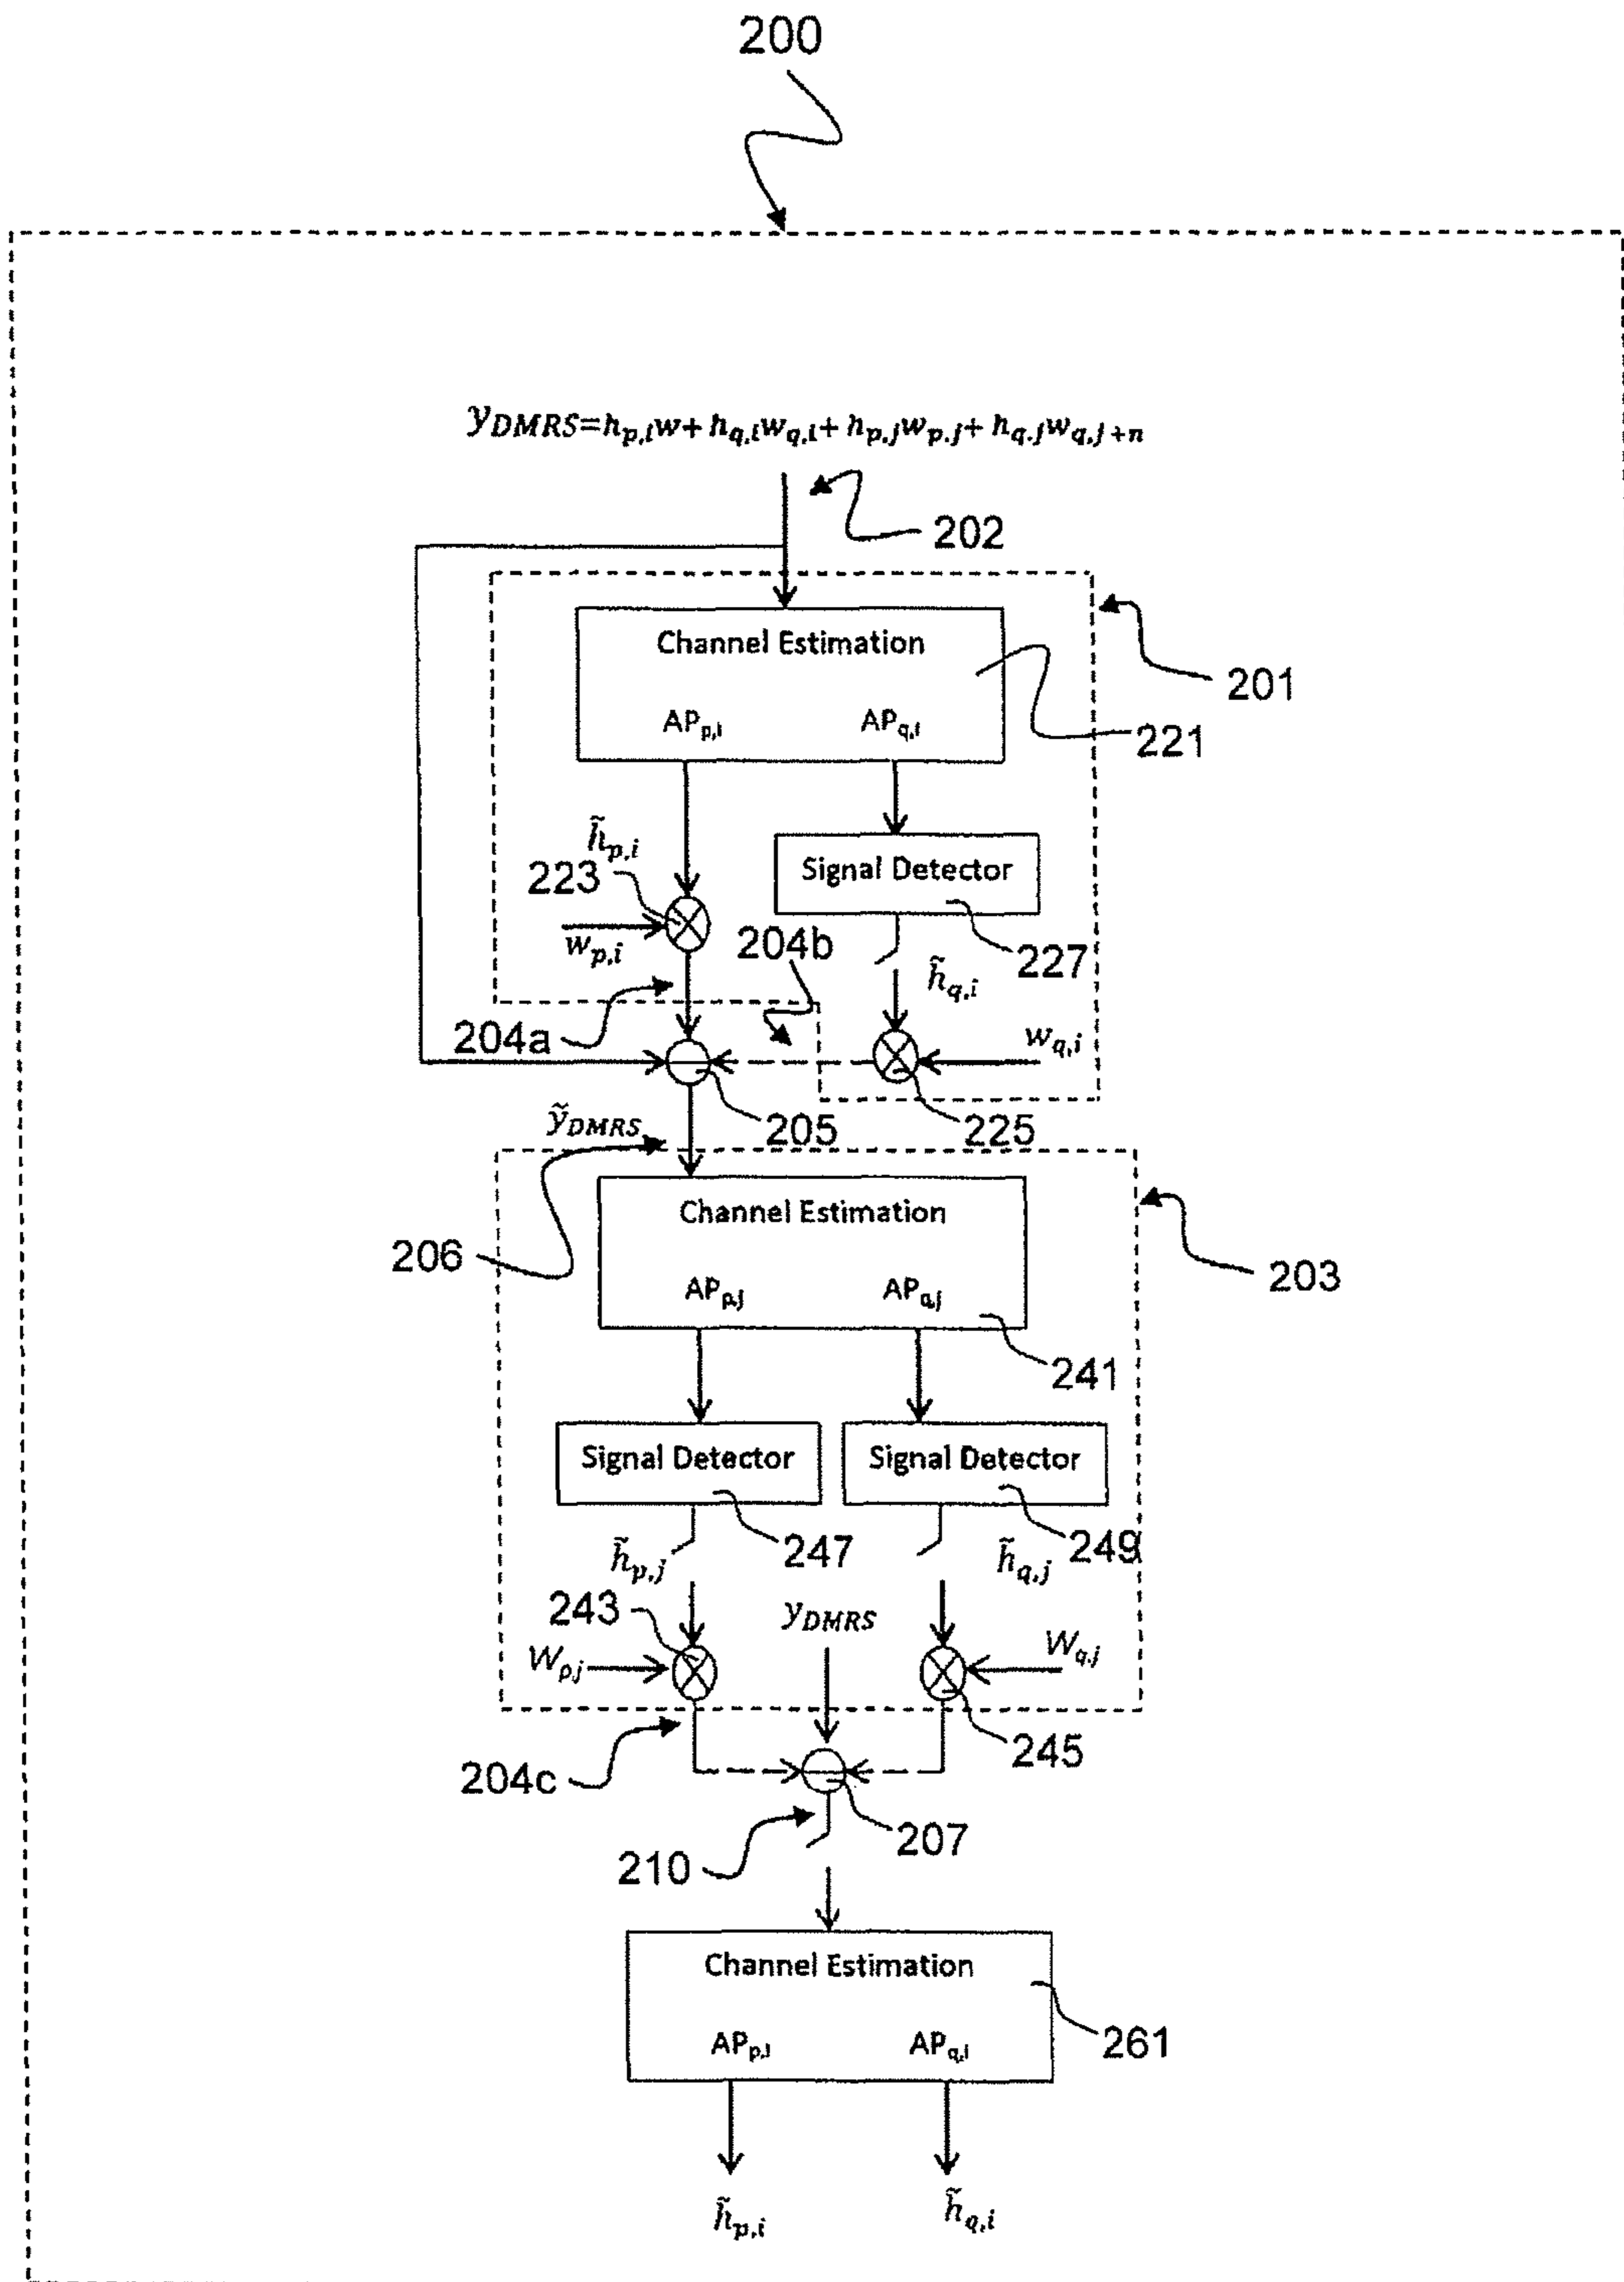 200
y_DMRS=h_p,i w+ h_q,i w_q,i+ h_p,j w_p,j+ h_q,j w_q,j+n
202
Channel Estimation
201
AP_p,i AP_q,i
221
h̃_p,i
223
Signal Detector
w_p,i
204b
227
h̃_q,i
204a
w_q,i
ỹ_DMRS
205
225
Channel Estimation
206
203
AP_p,j AP_q,j
241
Signal Detector Signal Detector
247
249
h̃_p,j h̃_q,j
243
y_DMRS
W_p,j W_q,j
245
204c
207
210
Channel Estimation
AP_p,i AP_q,i
261
h̃_p,i h̃_q,i